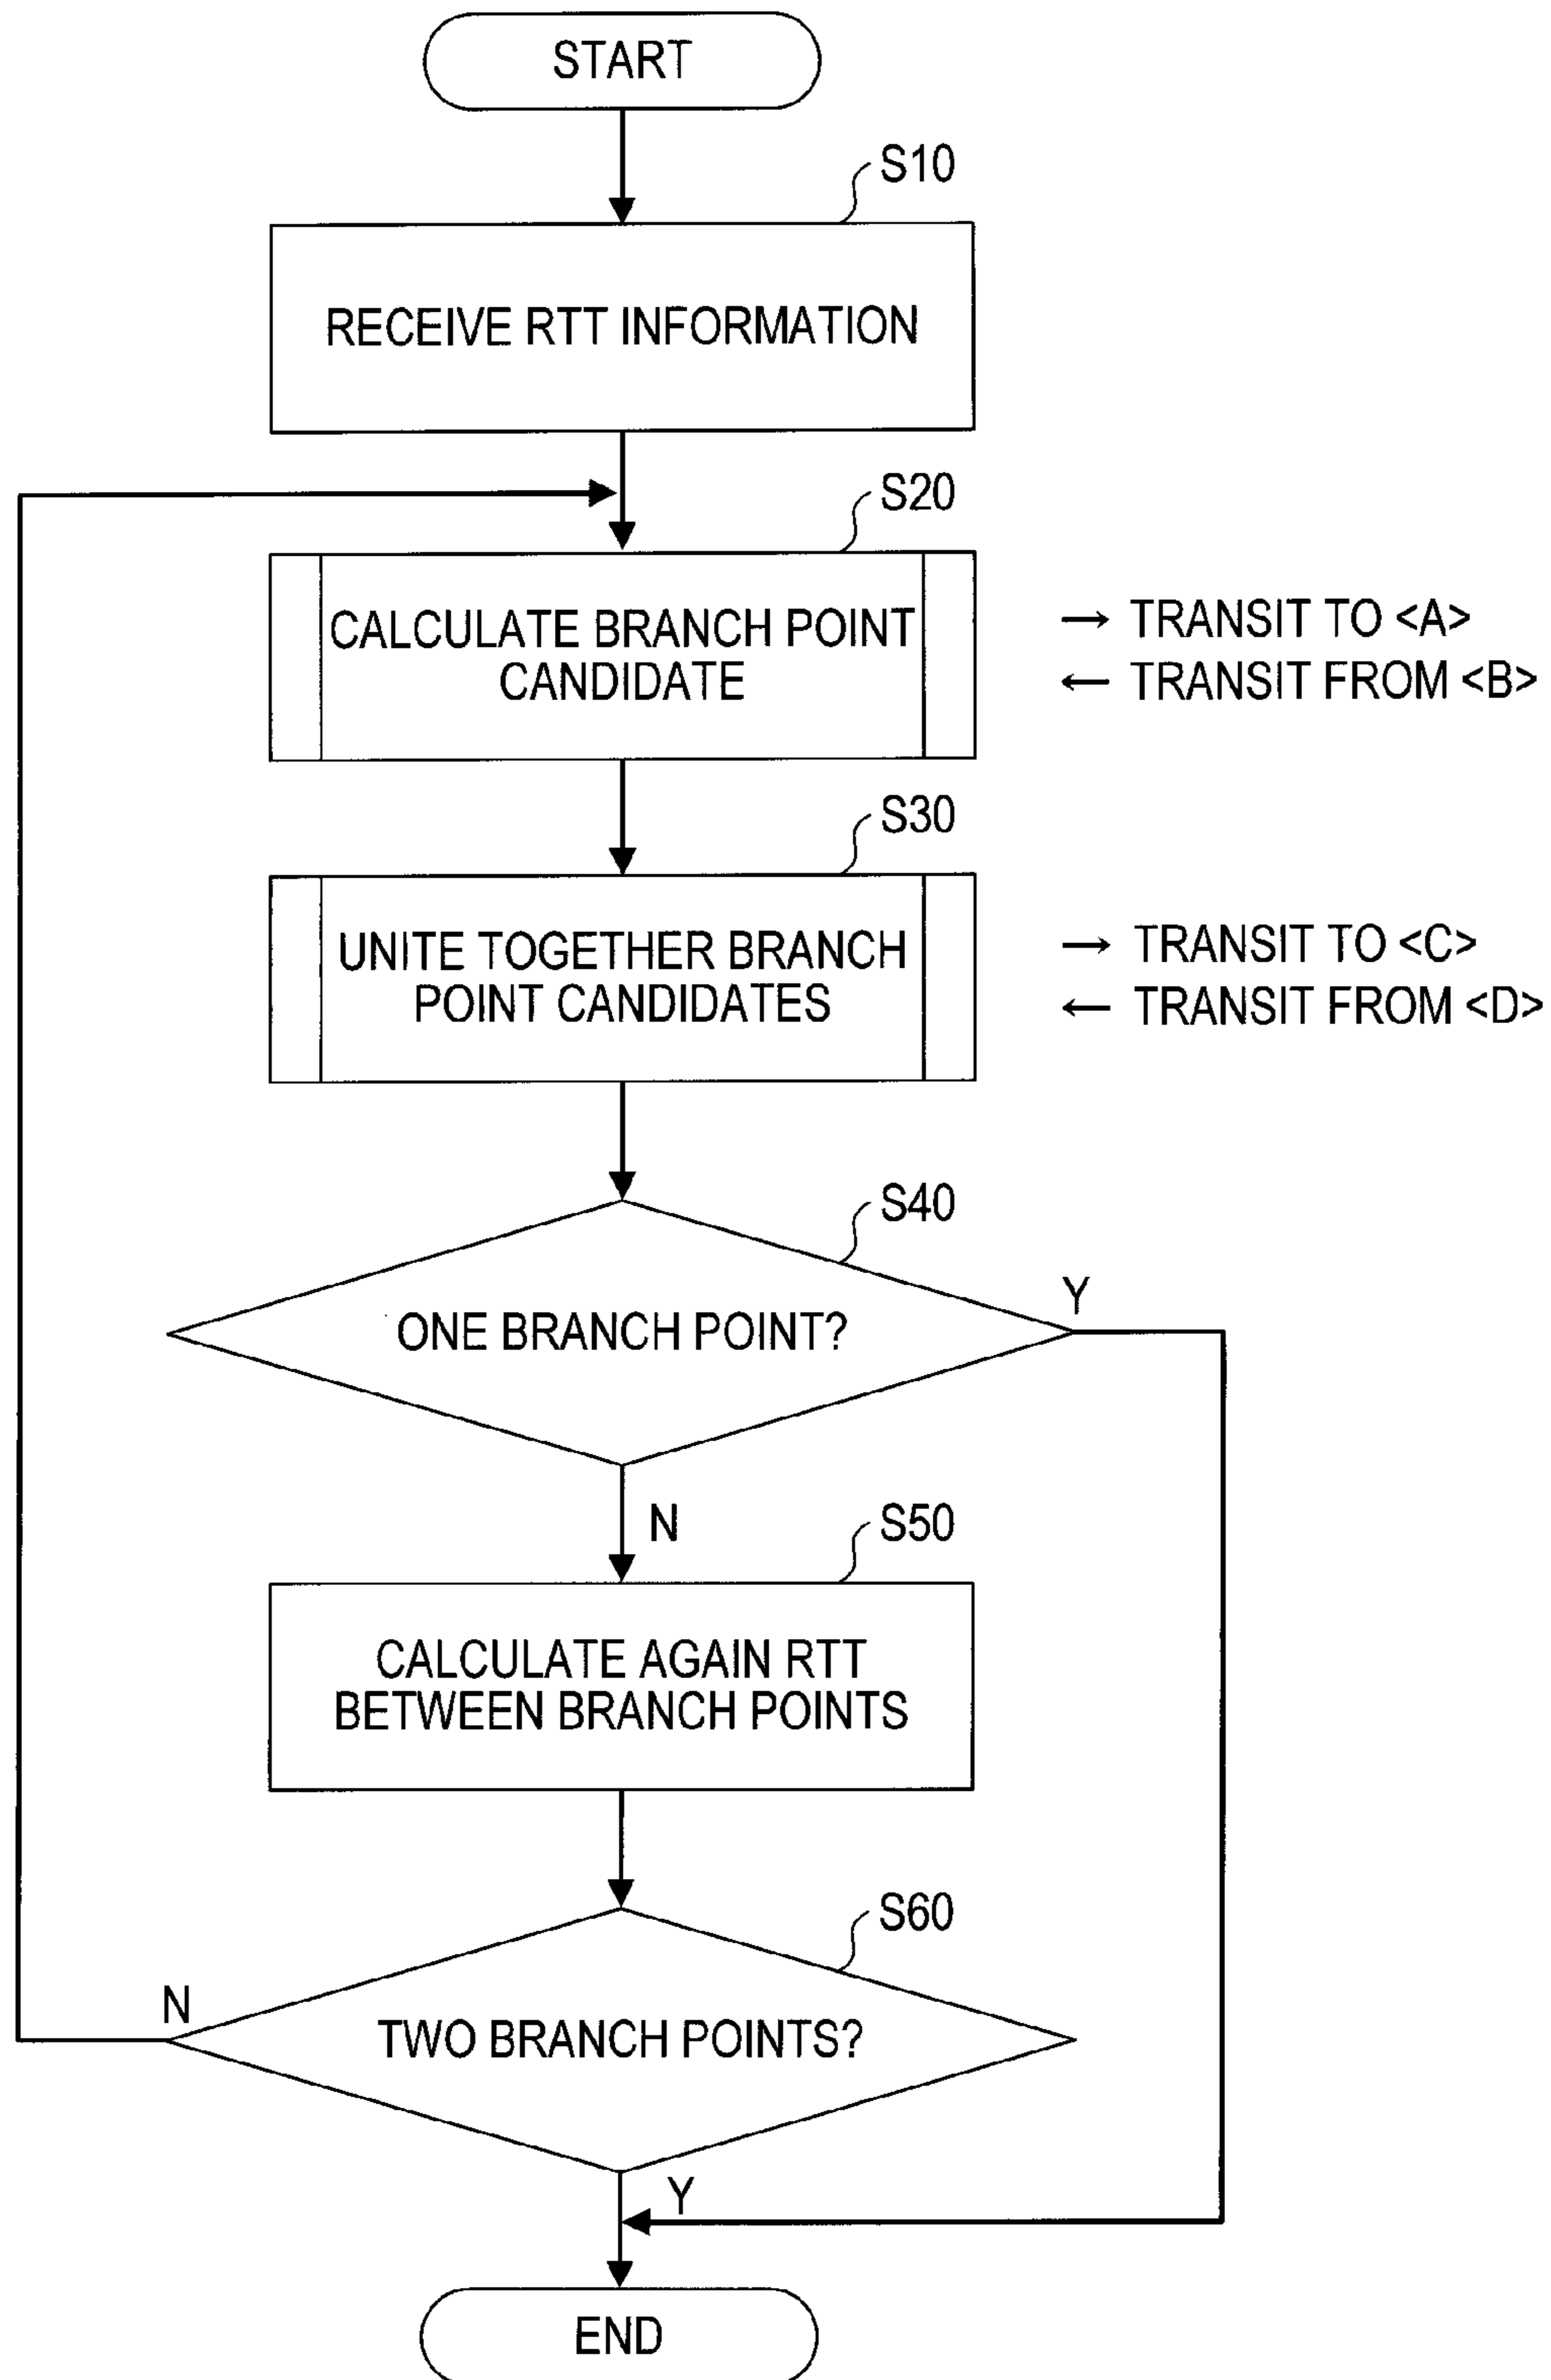 START
S10
RECEIVE RTT INFORMATION
S20
CALCULATE BRANCH POINT
CANDIDATE
→ TRANSIT TO <A>
← TRANSIT FROM <B>
S30
UNITE TOGETHER BRANCH
POINT CANDIDATES
→ TRANSIT TO <C>
← TRANSIT FROM <D>
S40
ONE BRANCH POINT?
Y
N
S50
CALCULATE AGAIN RTT
BETWEEN BRANCH POINTS
S60
N
TWO BRANCH POINTS?
Y
END